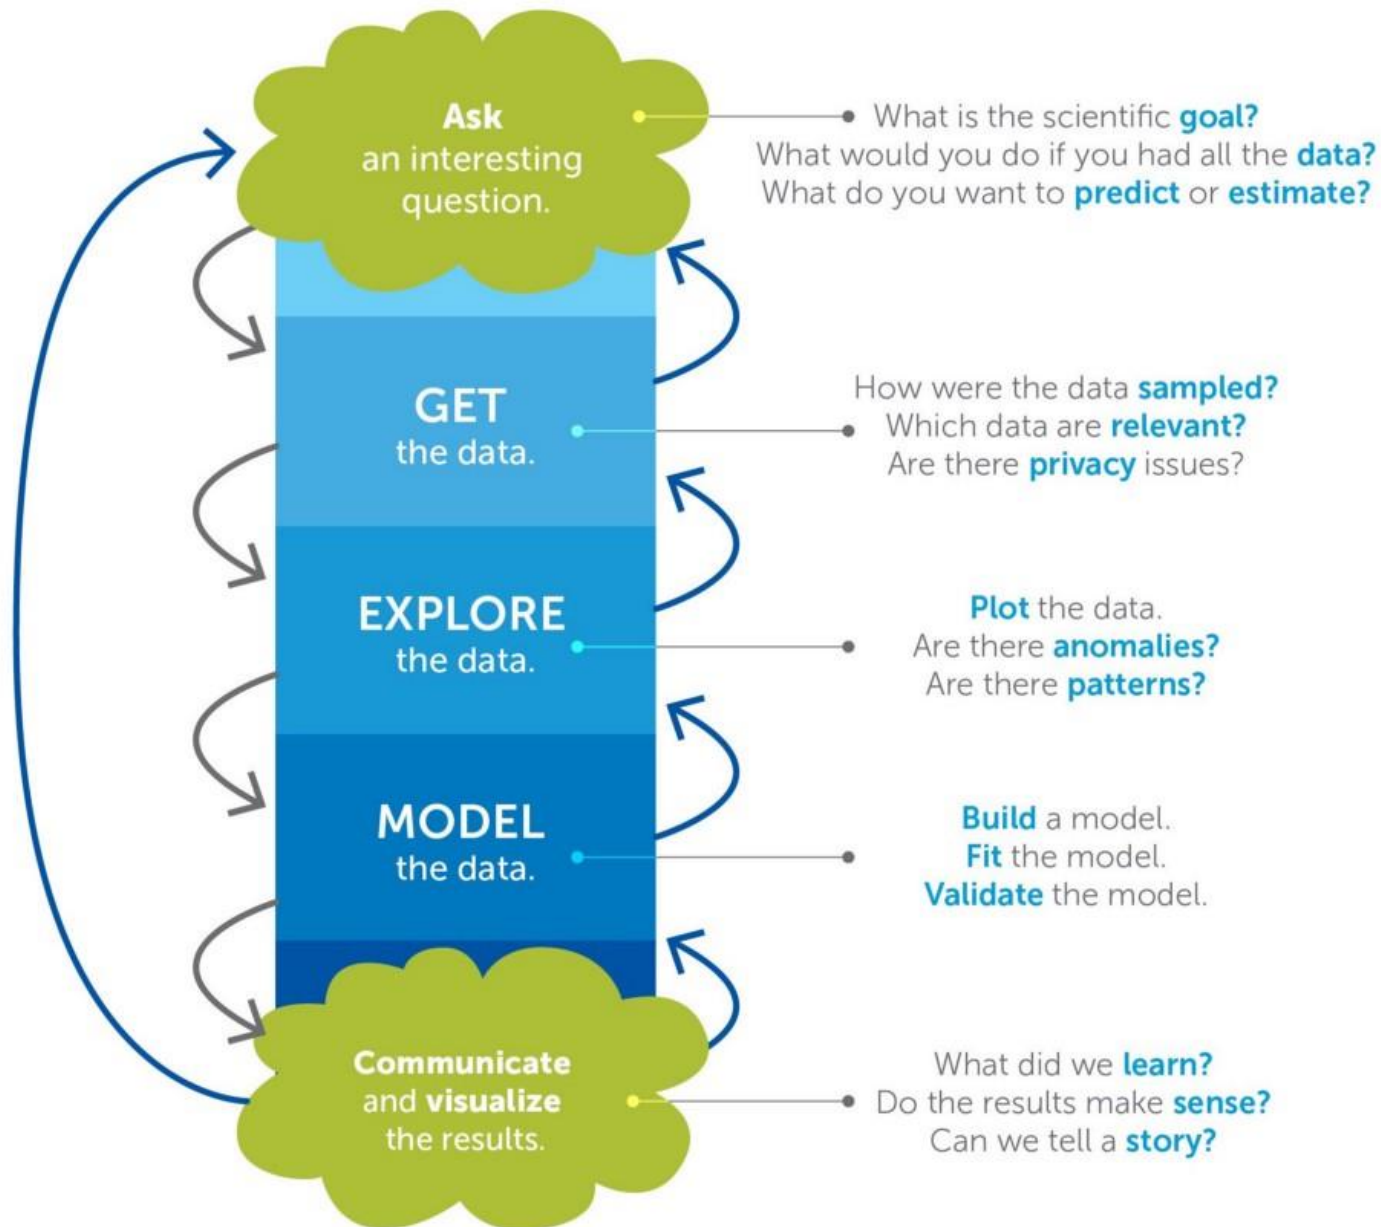 Ask
an interesting
question.
What is the scientific goal?
What would you do if you had all the data?
What do you want to predict or estimate?
GET
the data.
How were the data sampled?
Which data are relevant?
Are there privacy issues?
EXPLORE
the data.
Plot the data.
Are there anomalies?
Are there patterns?
MODEL
the data.
Build a model.
Fit the model.
Validate the model.
Communicate
and visualize
the results.
What did we learn?
Do the results make sense?
Can we tell a story?